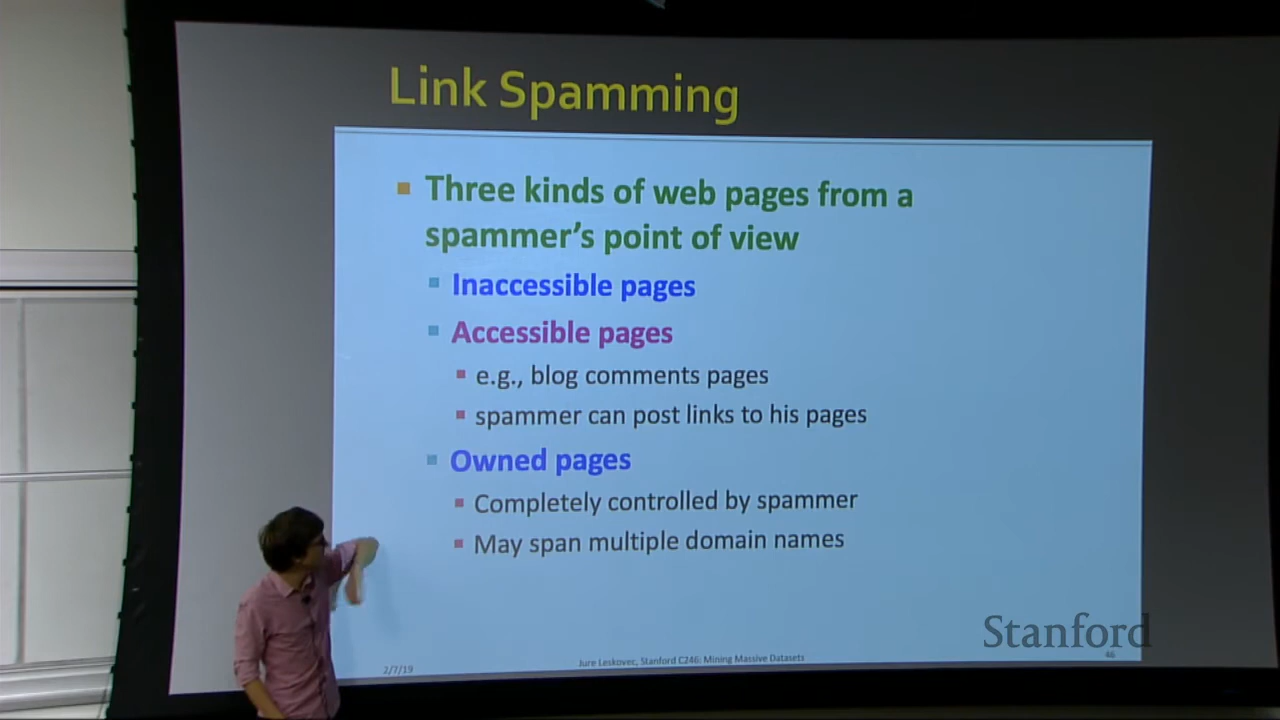 Link Spamming
Three kinds of web pages from a
spammer's point of view
Inaccessible pages
Accessible pages
e.g., blog comments pages
spammer can post links to his pages
Owned pages
Completely controlled by spammer
May span multiple domain names
Stanford
2/7/19
Jure Leskovec, Stanford C246: Mining Massive Datasets
46